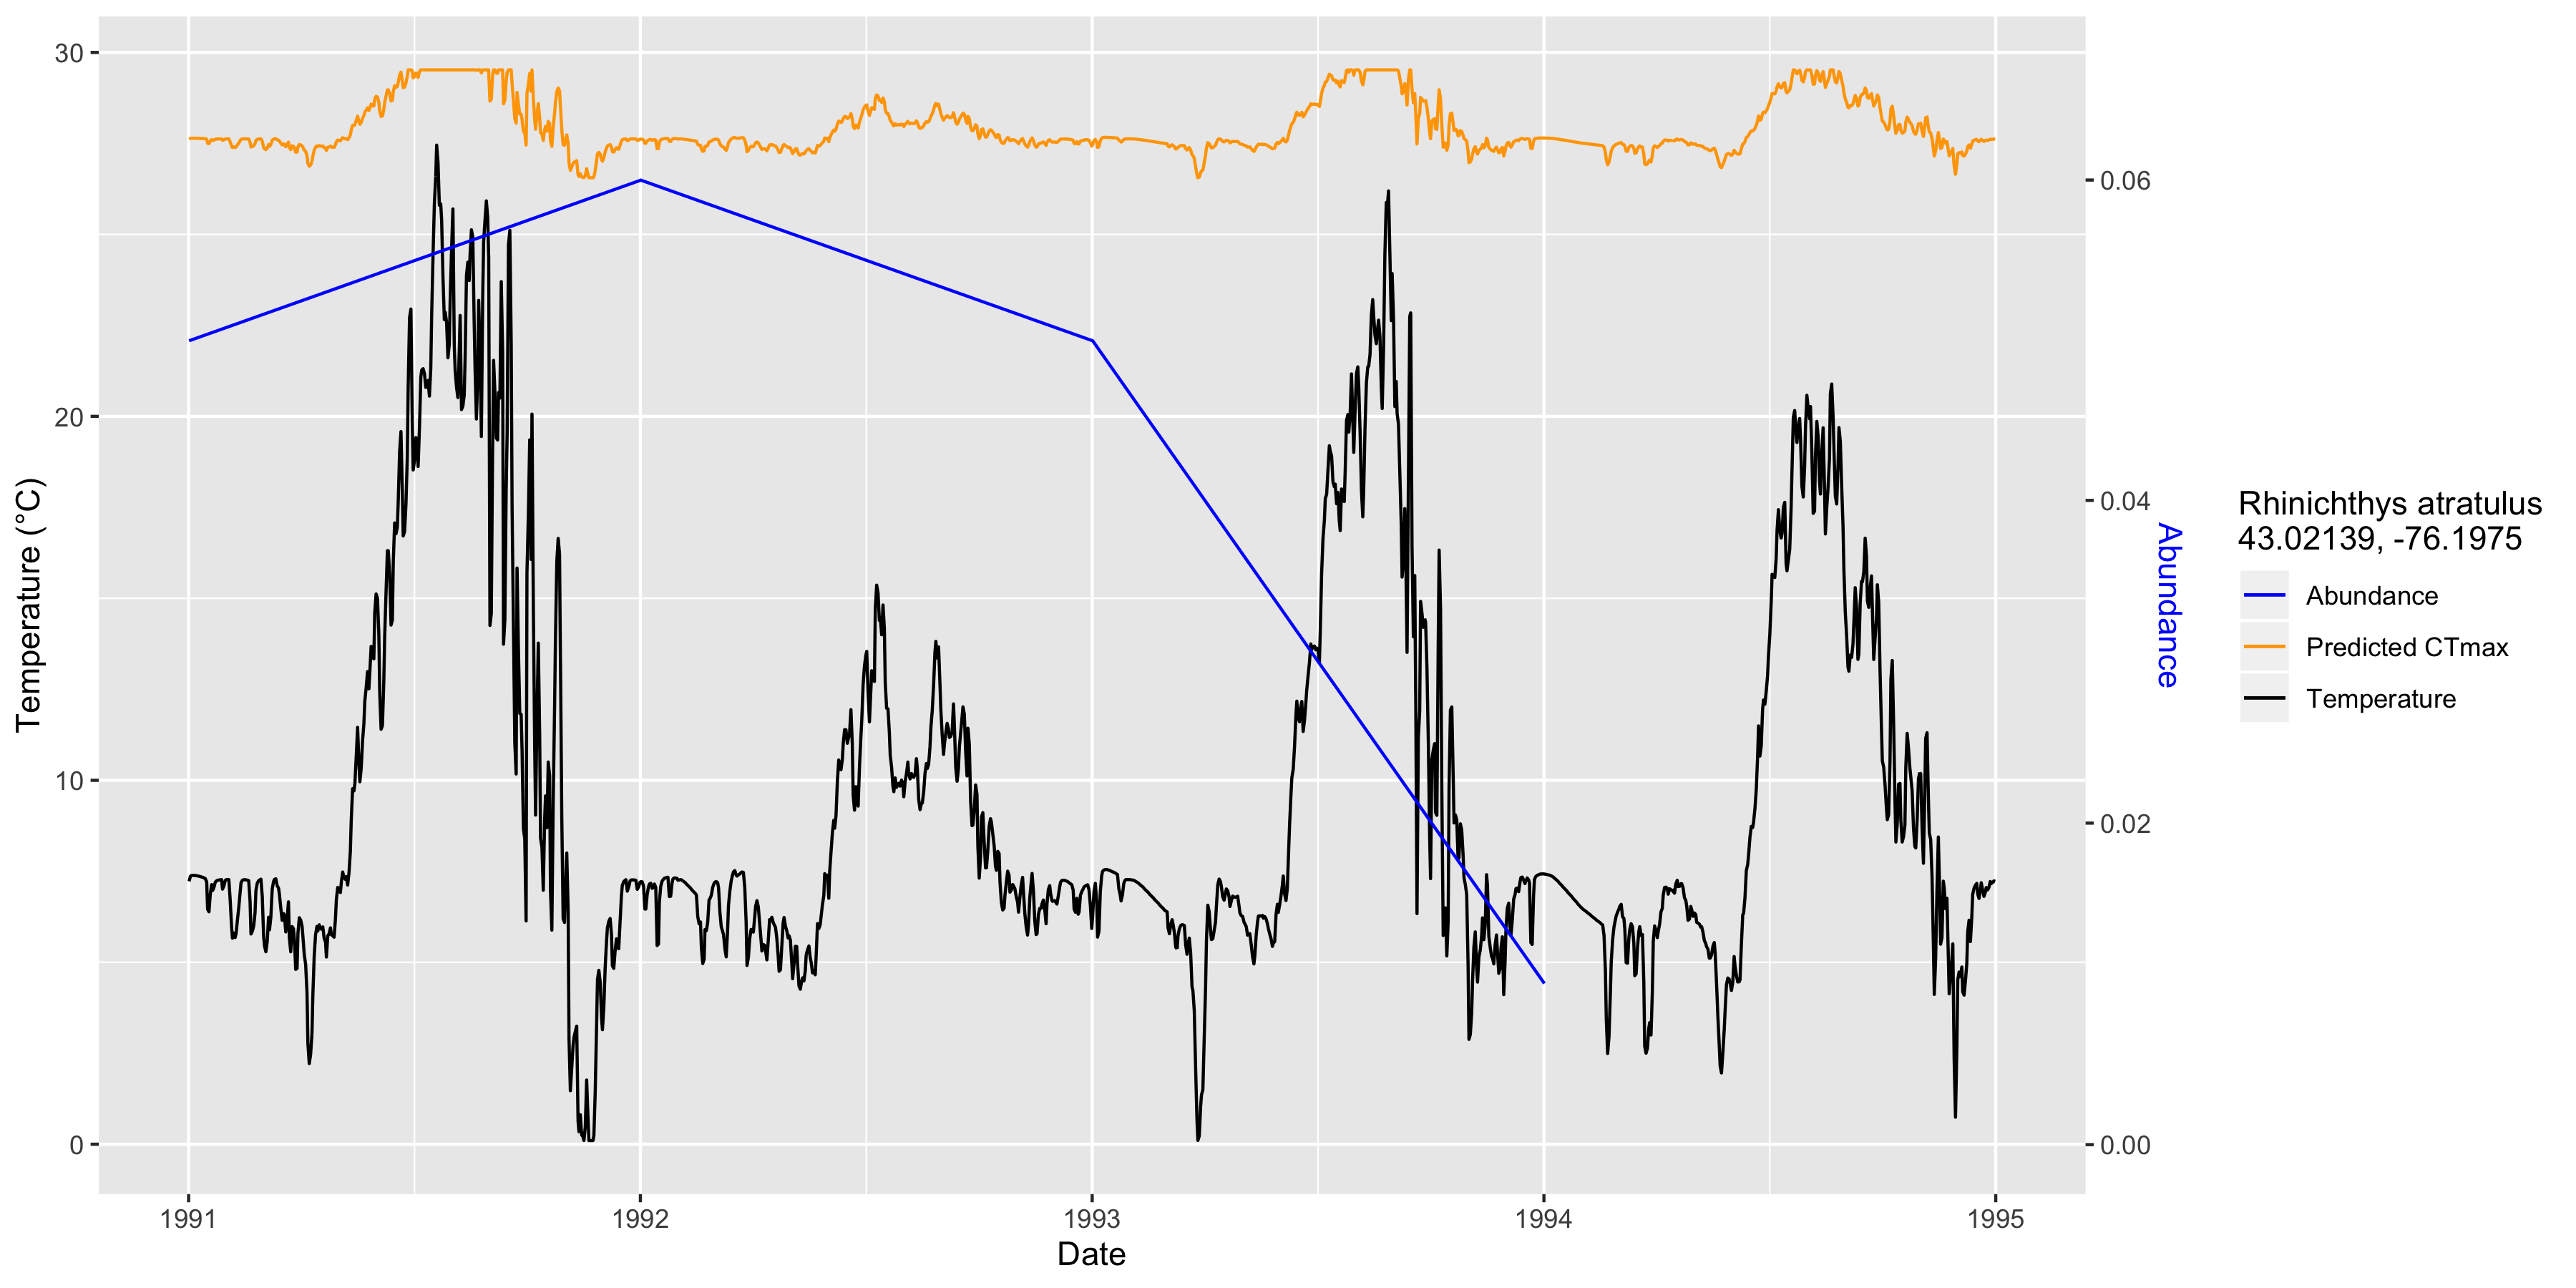 30
20
10
0
Temperature (°C)
1991
1992
1993
1994
1995
Date
0.06
0.04
0.02
0.00
Abundance
Rhinichthys atratulus
43.02139, -76.1975
Abundance
Predicted CTmax
Temperature